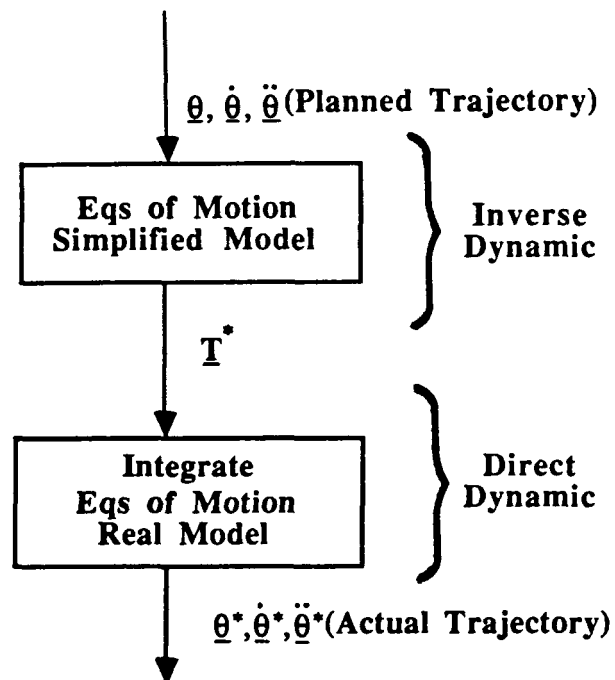 θ, θ̇, θ̈ (Planned Trajectory)
Eqs of Motion
Simplified Model
Inverse
Dynamic
T*
Integrate
Eqs of Motion
Real Model
Direct
Dynamic
θ*, θ̇*, θ̈* (Actual Trajectory)